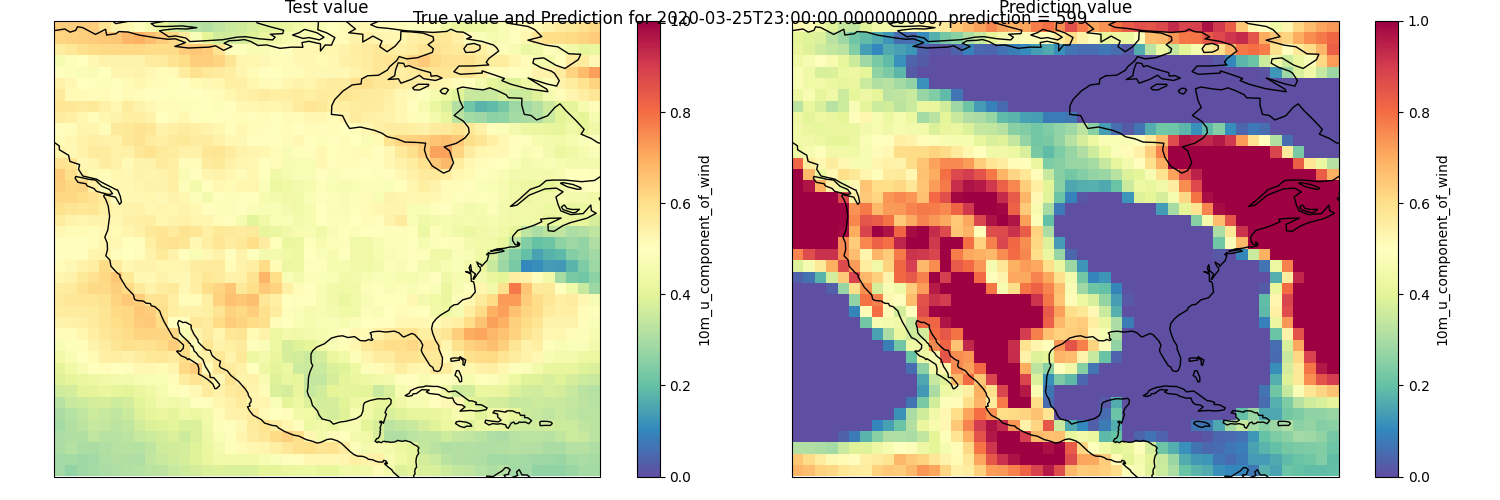 Test value
True value and Prediction for 2020-03-25T23:00:00.000000000, prediction = 599
Prediction value
1.0
0.8
0.6
0.4
0.2
0.0
10m_u_component_of_wind
1.0
0.8
0.6
0.4
0.2
0.0
10m_u_component_of_wind